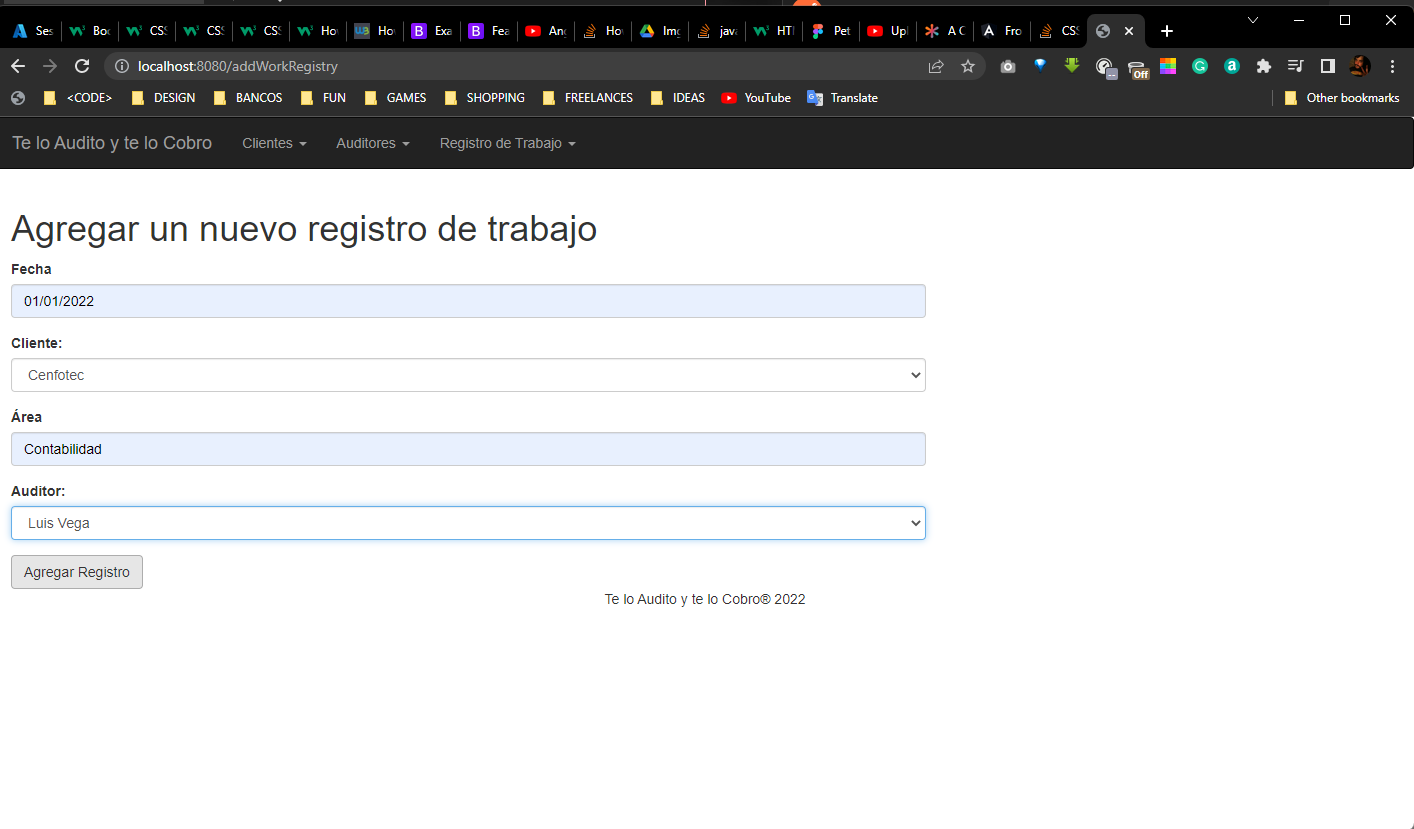 Ses
Boo
CSS
CSS
CSS
Hov
Hov
Exa
Fea
Ang
Hov
Img
java
HTM
Pet
Upl
A C
Fro
CSS
localhost:8080/addWorkRegistry
Off
<CODE>
DESIGN
BANCOS
FUN
GAMES
SHOPPING
FREELANCES
IDEAS
YouTube
Translate
Other bookmarks
Te lo Audito y te lo Cobro
Clientes
Auditores
Registro de Trabajo
Agregar un nuevo registro de trabajo
Fecha
01/01/2022
Cliente:
Cenfotec
Área
Contabilidad
Auditor:
Luis Vega
Agregar Registro
Te lo Audito y te lo Cobro® 2022